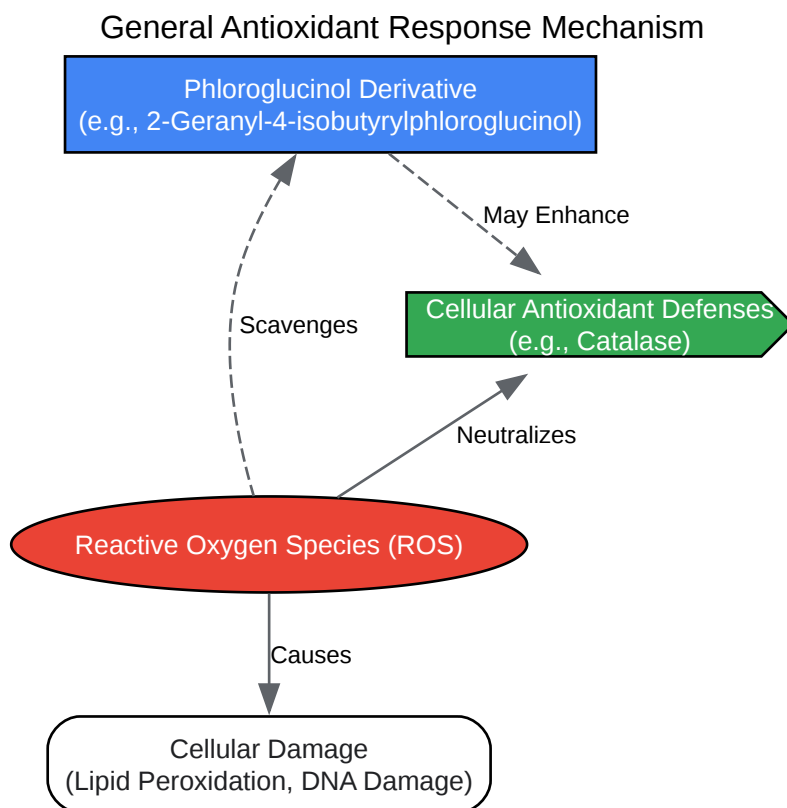 General Antioxidant Response Mechanism
Phloroglucinol Derivative
(e.g., 2-Geranyl-4-isobutyrylphloroglucinol)
May Enhance
Cellular Antioxidant Defenses
(e.g., Catalase)
Scavenges
Neutralizes
Reactive Oxygen Species (ROS)
Causes
Cellular Damage
(Lipid Peroxidation, DNA Damage)